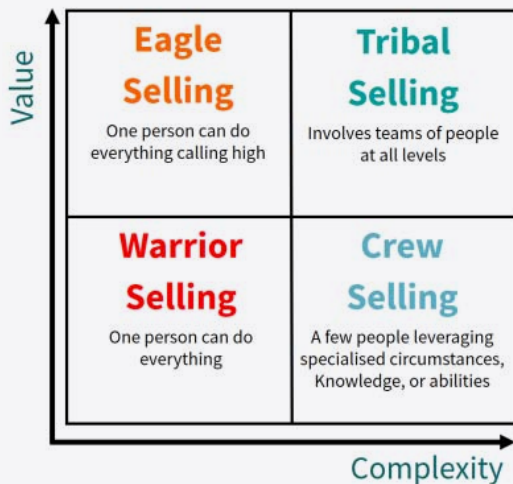 Value
Eagle
Selling
One person can do
everything calling high
Tribal
Selling
Involves teams of people
at all levels
Warrior
Selling
One person can do
everything
Crew
Selling
A few people leveraging
specialised circumstances,
Knowledge, or abilities
Complexity